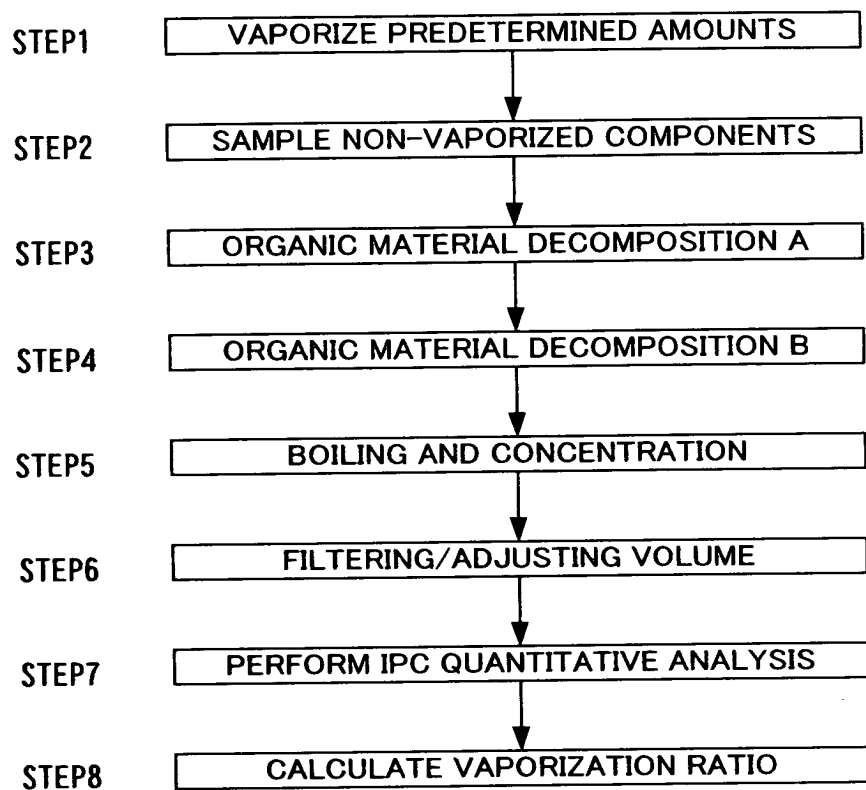 STEP1 VAPORIZE PREDETERMINED AMOUNTS
STEP2 SAMPLE NON-VAPORIZED COMPONENTS
STEP3 ORGANIC MATERIAL DECOMPOSITION A
STEP4 ORGANIC MATERIAL DECOMPOSITION B
STEP5 BOILING AND CONCENTRATION
STEP6 FILTERING/ADJUSTING VOLUME
STEP7 PERFORM IPC QUANTITATIVE ANALYSIS
STEP8 CALCULATE VAPORIZATION RATIO